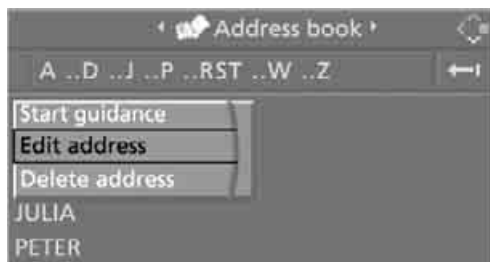 Address book
A ..D ..J ..P ..RST ..W ..Z
Start guidance
Edit address
Delete address
JULIA
PETER